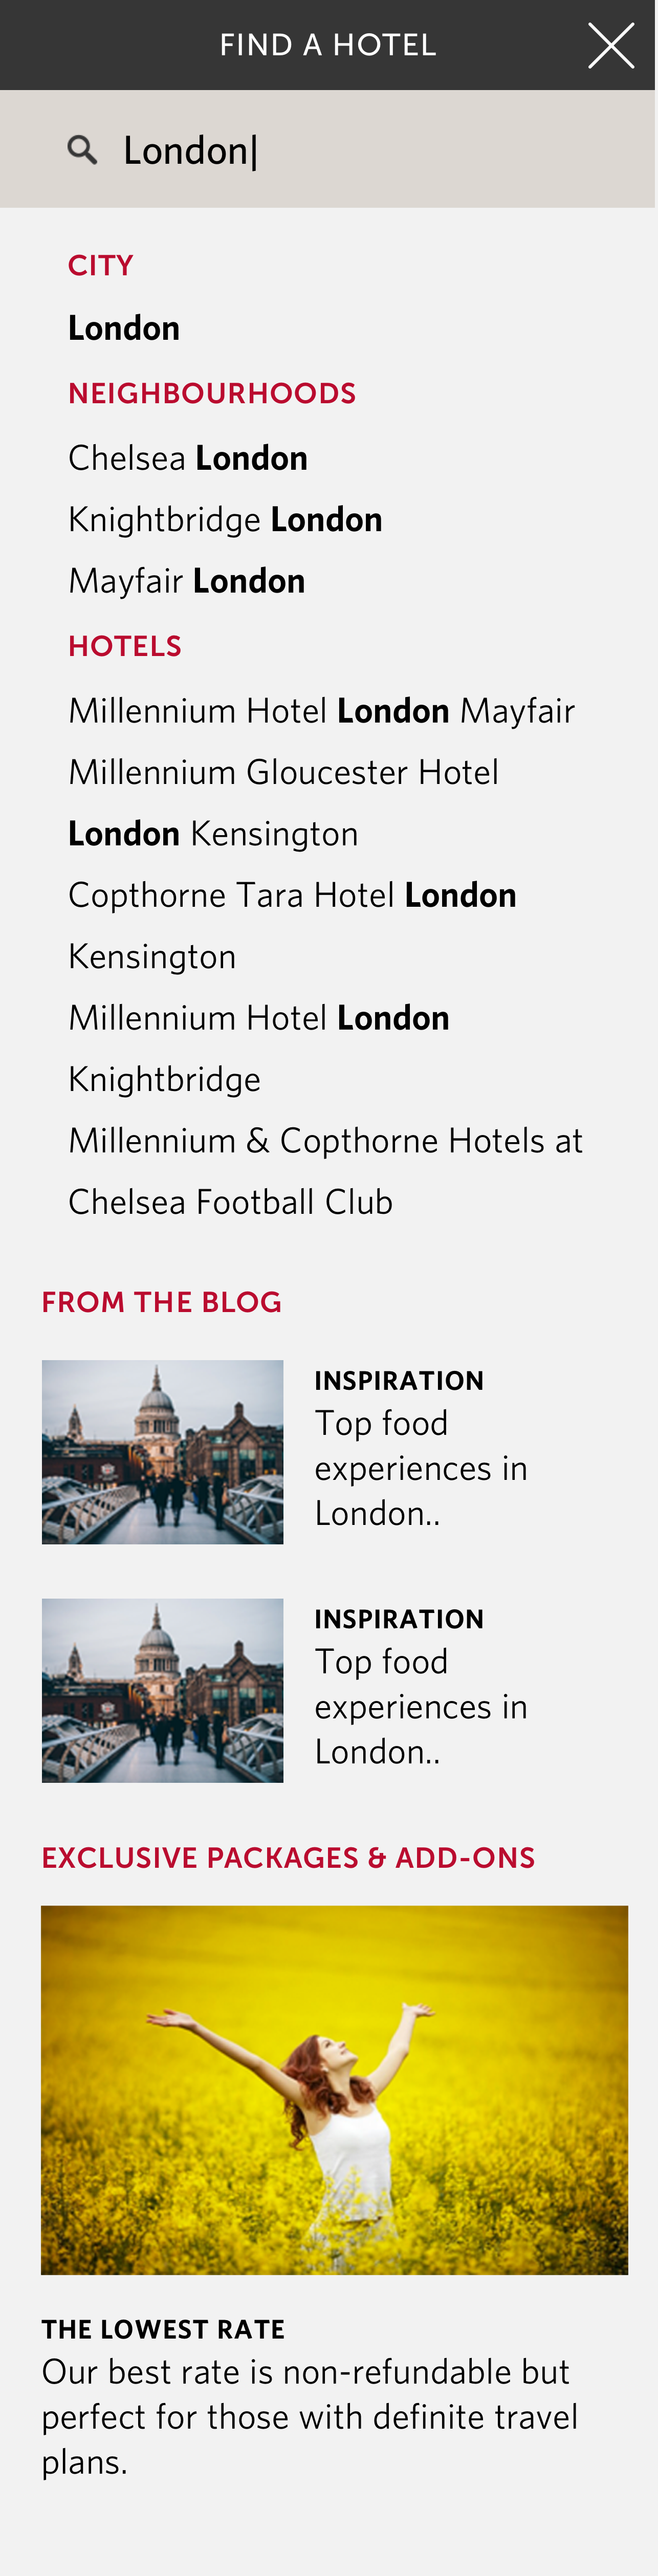 FIND A HOTEL
London
CITY
London
NEIGHBOURHOODS
Chelsea London
Knightbridge London
Mayfair London
HOTELS
Millennium Hotel London Mayfair
Millennium Gloucester Hotel
London Kensington
Copthorne Tara Hotel London
Kensington
Millennium Hotel London
Knightbridge
Millennium & Copthorne Hotels at
Chelsea Football Club
FROM THE BLOG
INSPIRATION
Top food
experiences in
London..
INSPIRATION
Top food
experiences in
London..
EXCLUSIVE PACKAGES & ADD-ONS
THE LOWEST RATE
Our best rate is non-refundable but
perfect for those with definite travel
plans.